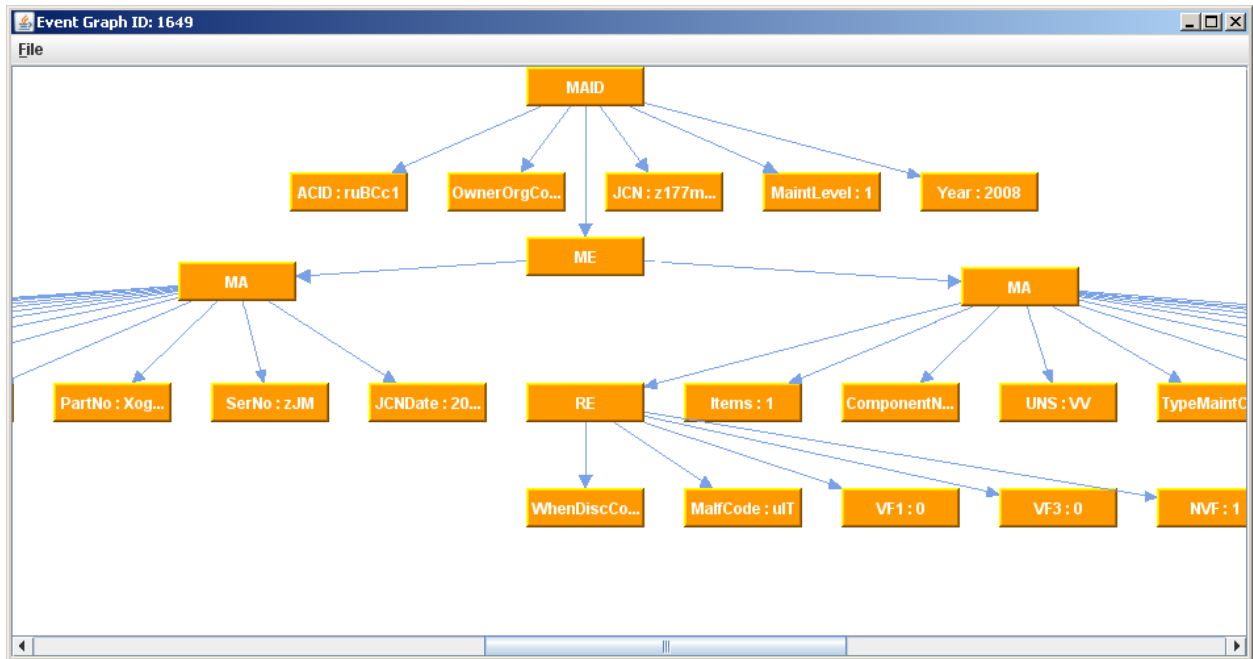 Event Graph ID: 1649
File
MAID
ACID : ruBCc1
OwnerOrgCo...
JCN : z177m...
MaintLevel : 1
Year : 2008
ME
MA
MA
PartNo : Xog...
SerNo : zJM
JCNDate : 20...
RE
Items : 1
ComponentN...
UNS : VV
TypeMaintC
WhenDiscCo...
MalfCode : uIT
VF1 : 0
VF3 : 0
NVF : 1